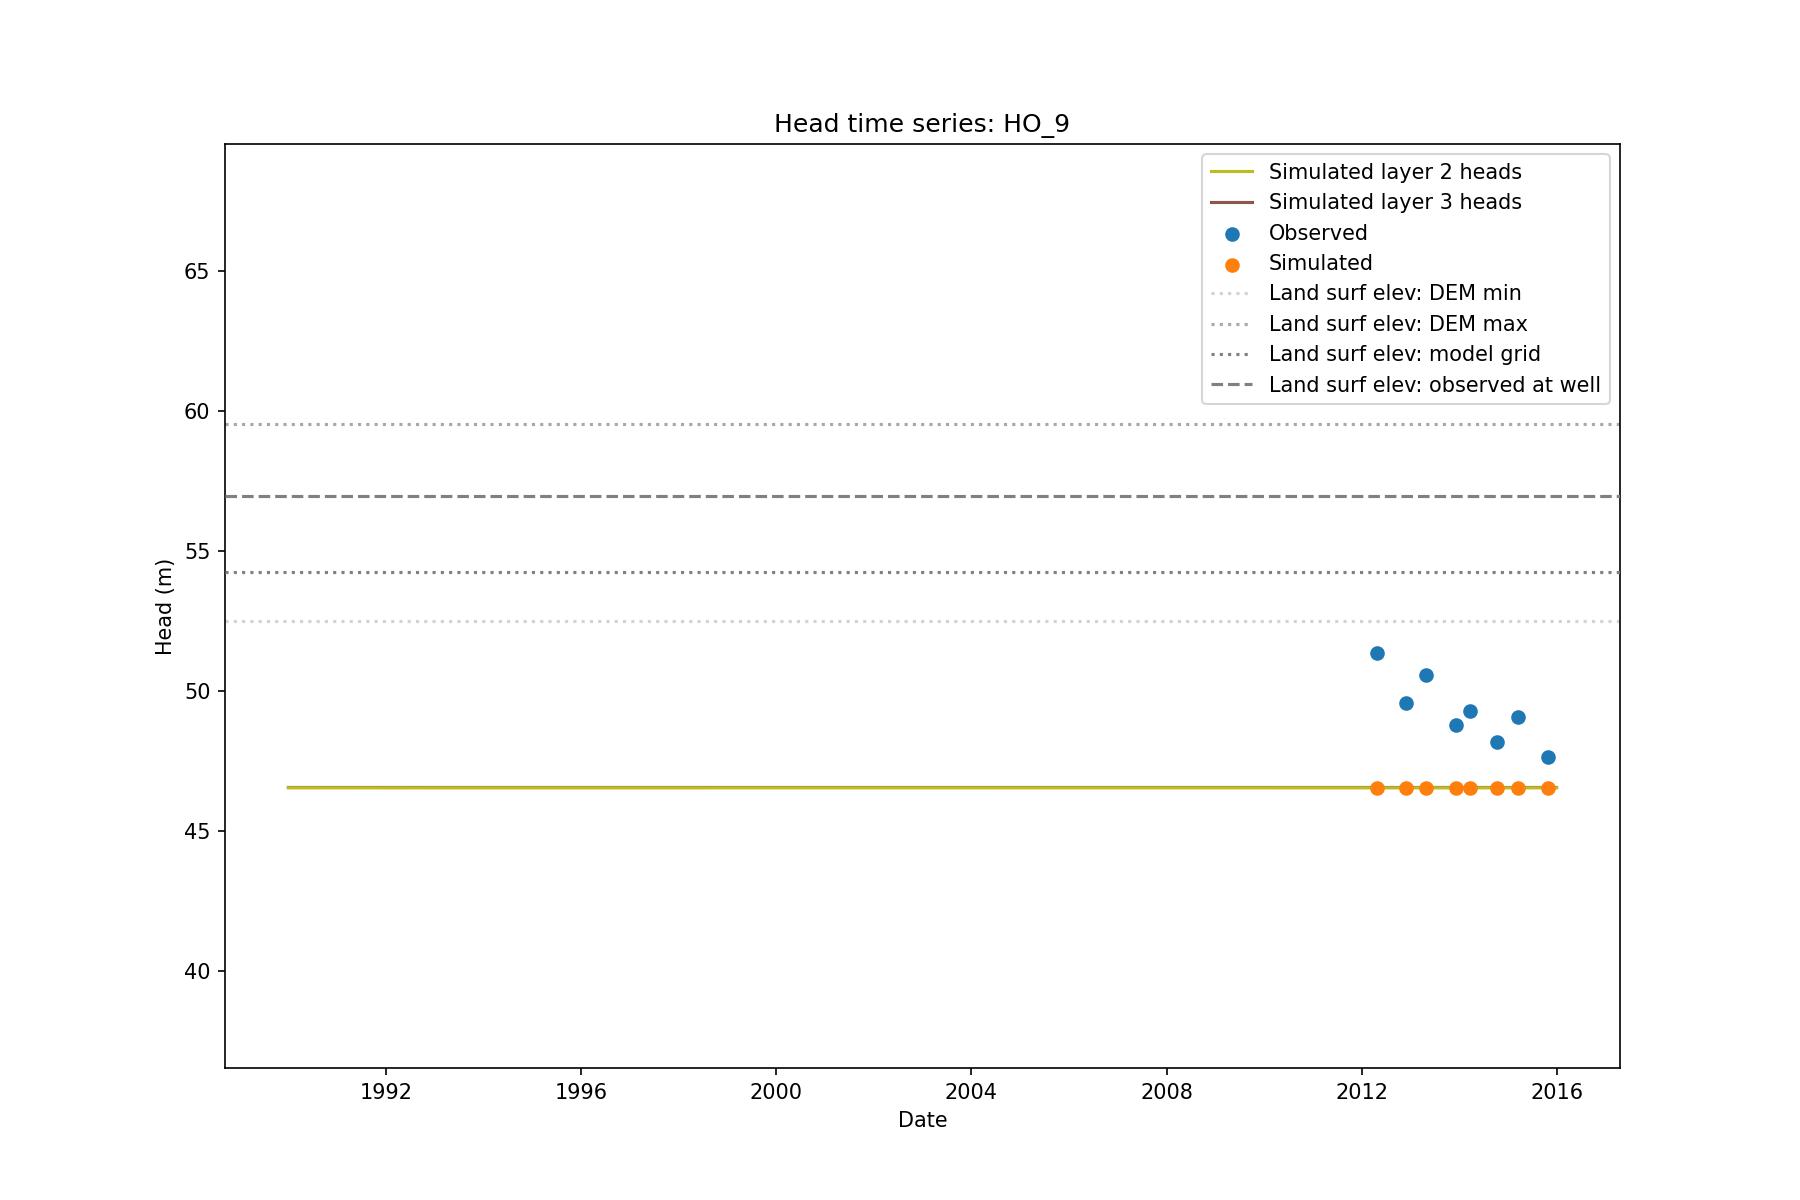 Head time series: HO_9
Simulated layer 2 heads
Simulated layer 3 heads
Observed
Simulated
Land surf elev: DEM min
Land surf elev: DEM max
Land surf elev: model grid
Land surf elev: observed at well
65
60
55
50
45
40
Head (m)
1992 1996 2000 2004 2008 2012 2016
Date